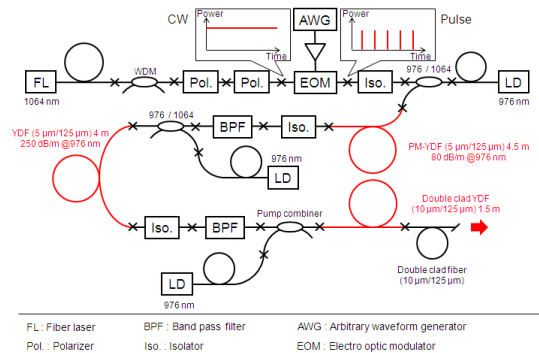 CW
Power
Time
AWG
Power
Time
Pulse
FL
1064 nm
WDM
Pol.
Pol.
EOM
Iso.
976 / 1064
LD
976 nm
YDF (5 μm/125 μm) 4 m
250 dB/m @976 nm
976 / 1064
BPF
Iso.
976 nm
LD
PM-YDF (5 μm/125 μm) 4.5 m
80 dB/m @976 nm
Iso.
BPF
Pump combiner
Double clad YDF
(10 μm/125 μm) 1.5 m
LD
976 nm
Double clad fiber
(10 μm/125 μm)
FL : Fiber laser
BPF : Band pass filter
AWG : Arbitrary waveform generator
Pol. : Polarizer
Iso. : Isolator
EOM : Electro optic modulator